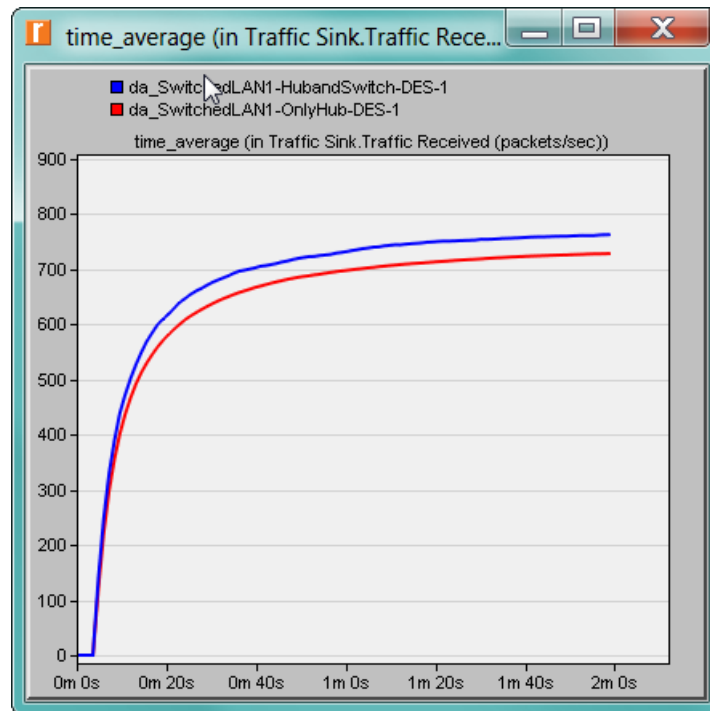 time_average (in Traffic Sink.Traffic Rece...
da_SwitchedLAN1-HubandSwitch-DES-1
da_SwitchedLAN1-OnlyHub-DES-1
time_average (in Traffic Sink.Traffic Received (packets/sec))
900
800
700
600
500
400
300
200
100
0
0m 0s 0m 20s 0m 40s 1m 0s 1m 20s 1m 40s 2m 0s